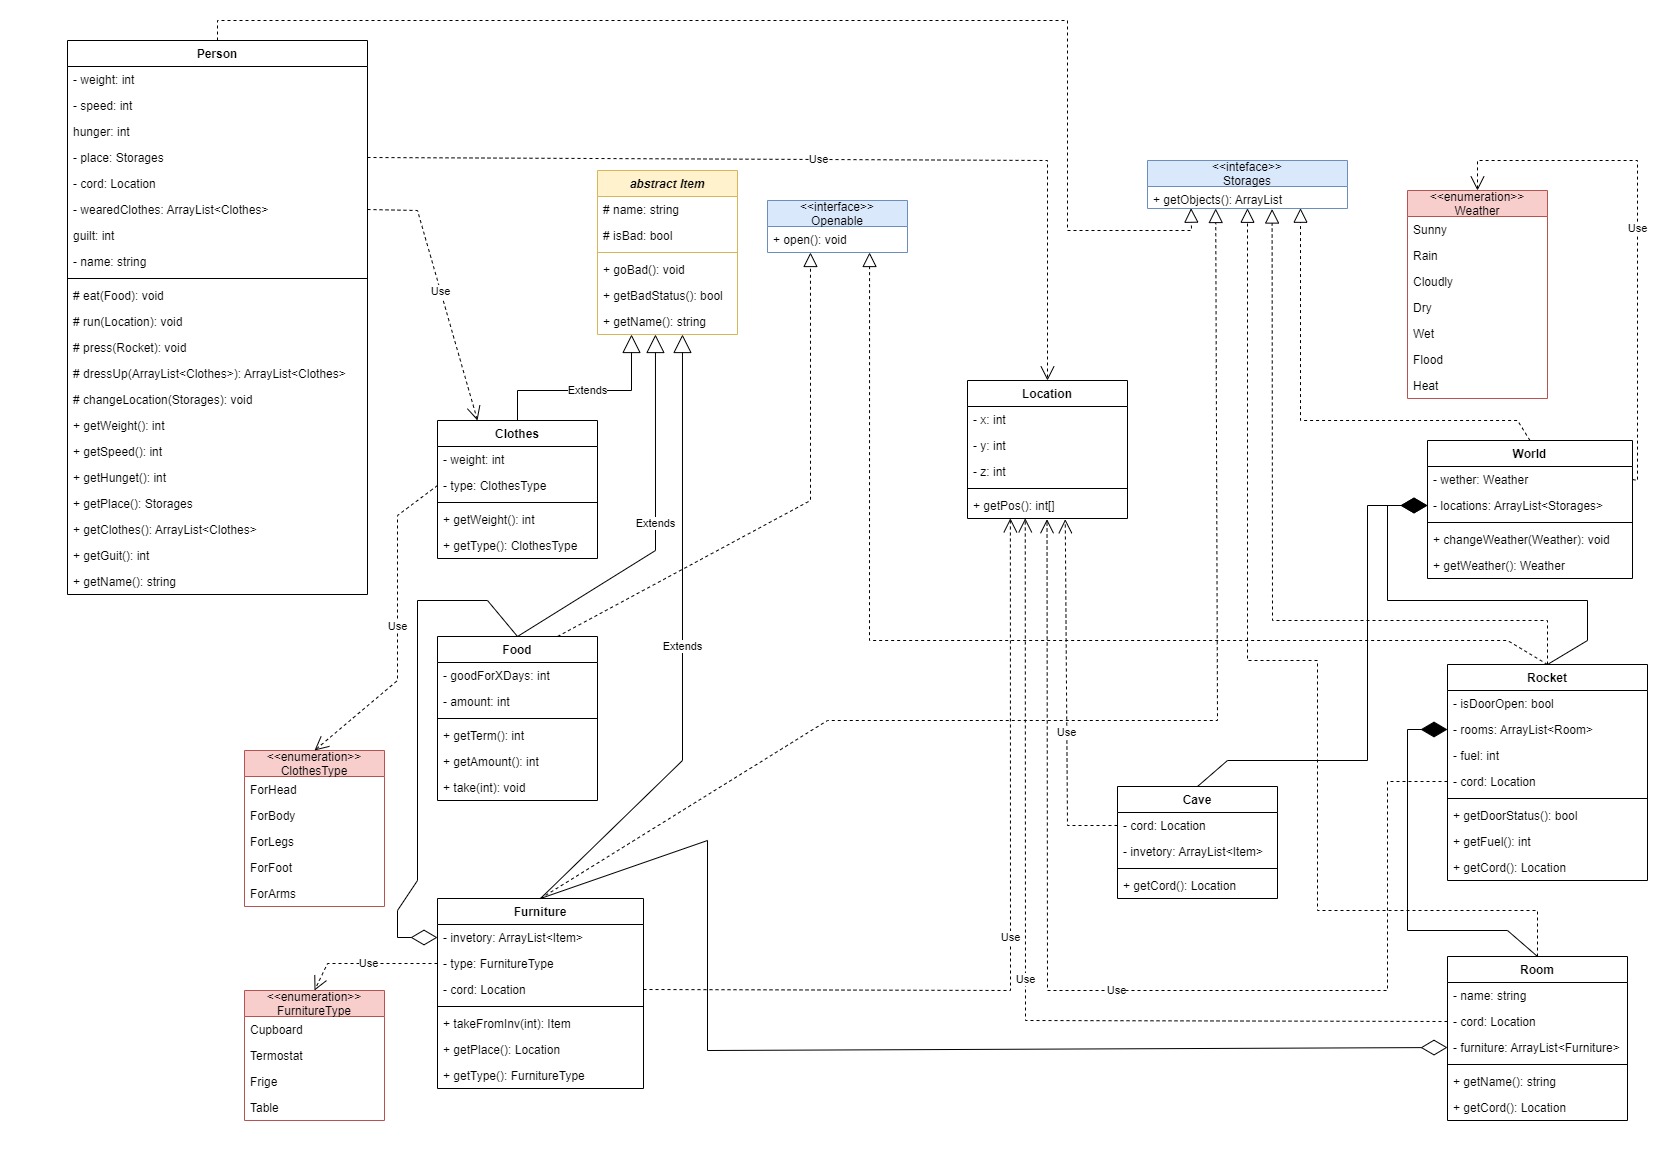 Person
- weight: int
- speed: int
hunger: int
- place: Storages
- cord: Location
- wearedClothes: ArrayList<Clothes>
guilt: int
- name: string
# eat(Food): void
# run(Location): void
# press(Rocket): void
# dressUp(ArrayList<Clothes>): ArrayList<Clothes>
# changeLocation(Storages): void
+ getWeight(): int
+ getSpeed(): int
+ getHunget(): int
+ getPlace(): Storages
+ getClothes(): ArrayList<Clothes>
+ getGuit(): int
+ getName(): string
Use
Use
abstract Item
# name: string
# isBad: bool
+ goBad(): void
+ getBadStatus(): bool
+ getName(): string
<<interface>>
Openable
+ open(): void
<<inteface>>
Storages
+ getObjects(): ArrayList
<<enumeration>>
Weather
Sunny
Rain
Cloudly
Dry
Wet
Flood
Heat
Use
Extends
Extends
Extends
Clothes
- weight: int
- type: ClothesType
+ getWeight(): int
+ getType(): ClothesType
Use
Location
- x: int
- y: int
- z: int
+ getPos(): int[]
World
- wether: Weather
- locations: ArrayList<Storages>
+ changeWeather(Weather): void
+ getWeather(): Weather
Food
- goodForXDays: int
- amount: int
+ getTerm(): int
+ getAmount(): int
+ take(int): void
<<enumeration>>
ClothesType
ForHead
ForBody
ForLegs
ForFoot
ForArms
Rocket
- isDoorOpen: bool
- rooms: ArrayList<Room>
- fuel: int
- cord: Location
+ getDoorStatus(): bool
+ getFuel(): int
+ getCord(): Location
Use
Cave
- cord: Location
- invetory: ArrayList<Item>
+ getCord(): Location
Furniture
- invetory: ArrayList<Item>
- type: FurnitureType
- cord: Location
+ takeFromInv(int): Item
+ getPlace(): Location
+ getType(): FurnitureType
Use
Use
Use
Use
<<enumeration>>
FurnitureType
Cupboard
Termostat
Frige
Table
Room
- name: string
- cord: Location
- furniture: ArrayList<Furniture>
+ getName(): string
+ getCord(): Location